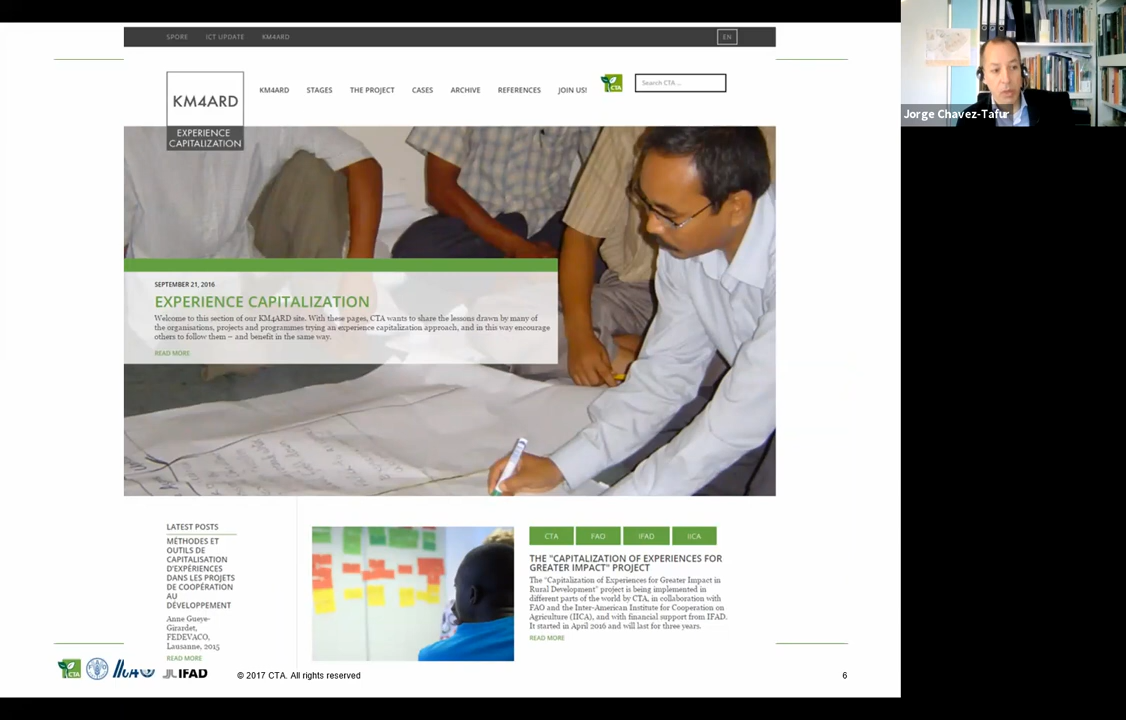 SPORE ICT UPDATE KM4ARD EN
KM4ARD
EXPERIENCE
CAPITALIZATION
KM4ARD STAGES THE PROJECT CASES ARCHIVE REFERENCES JOIN US!
CTA
Search CTA ...
Jorge Chavez-Tafur
SEPTEMBER 21, 2016
EXPERIENCE CAPITALIZATION
Welcome to this section of our KM4ARD site. With these pages, CTA wants to share the lessons drawn by many of
the organisations, projects and programmes trying an experience capitalization approach, and in this way encourage
others to follow them – and benefit in the same way.
READ MORE
LATEST POSTS
MÉTHODES ET
OUTILS DE
CAPITALISATION
D'EXPÉRIENCES
DANS LES PROJETS
DE COOPÉRATION
AU
DÉVELOPPEMENT
Anne Gueye-
Girardet,
FEDEVACO,
Lausanne, 2015
READ MORE
CTA FAO IFAD IICA
THE "CAPITALIZATION OF EXPERIENCES FOR
GREATER IMPACT" PROJECT
The "Capitalization of Experiences for Greater Impact in
Rural Development" project is being implemented in
different parts of the world by CTA, in collaboration with
FAO and the Inter-American Institute for Cooperation on
Agriculture (IICA), and with financial support from IFAD.
It started in April 2016 and will last for three years.
READ MORE
CTA
IFAD
© 2017 CTA. All rights reserved
6